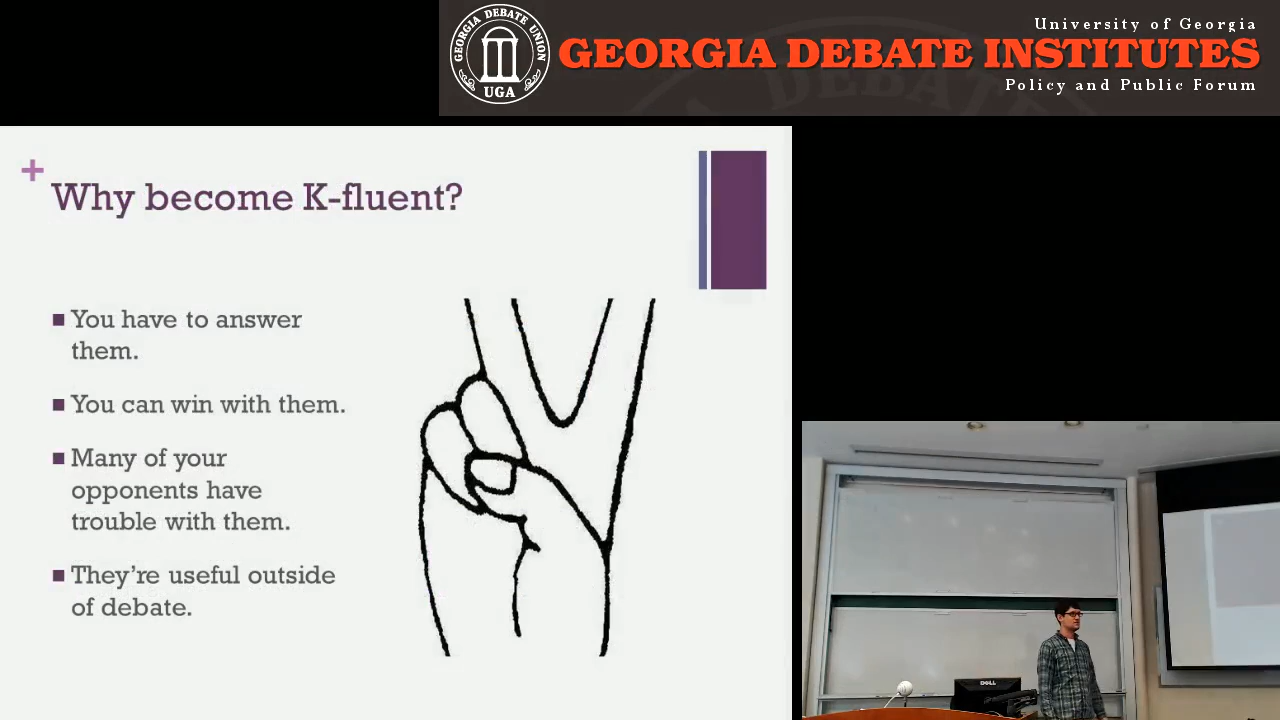 GEORGIA DEBATE UNION
UGA
University of Georgia
GEORGIA DEBATE INSTITUTES
Policy and Public Forum
A DEBATE
+
Why become K-fluent?
You have to answer
them.
You can win with them.
Many of your
opponents have
trouble with them.
They're useful outside
of debate.
DELL